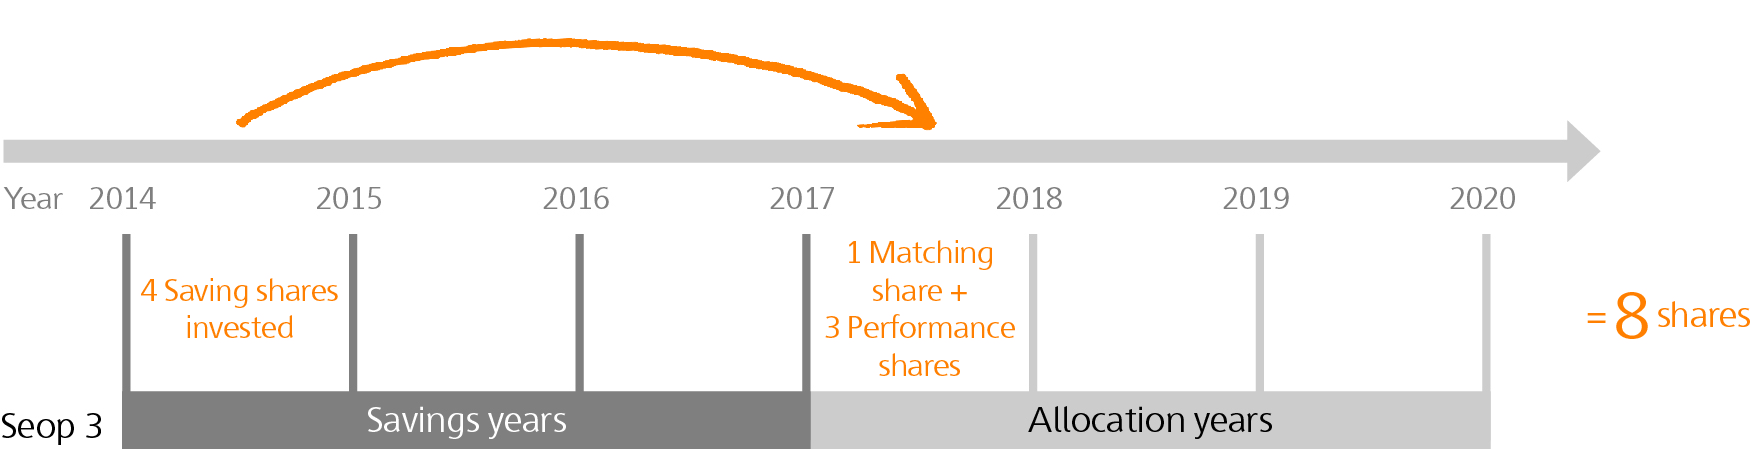 Year 2014 2015 2016 2017 2018 2019 2020
4 Saving shares
invested
1 Matching
share +
3 Performance
shares
= 8 shares
Seop 3 Savings years Allocation years